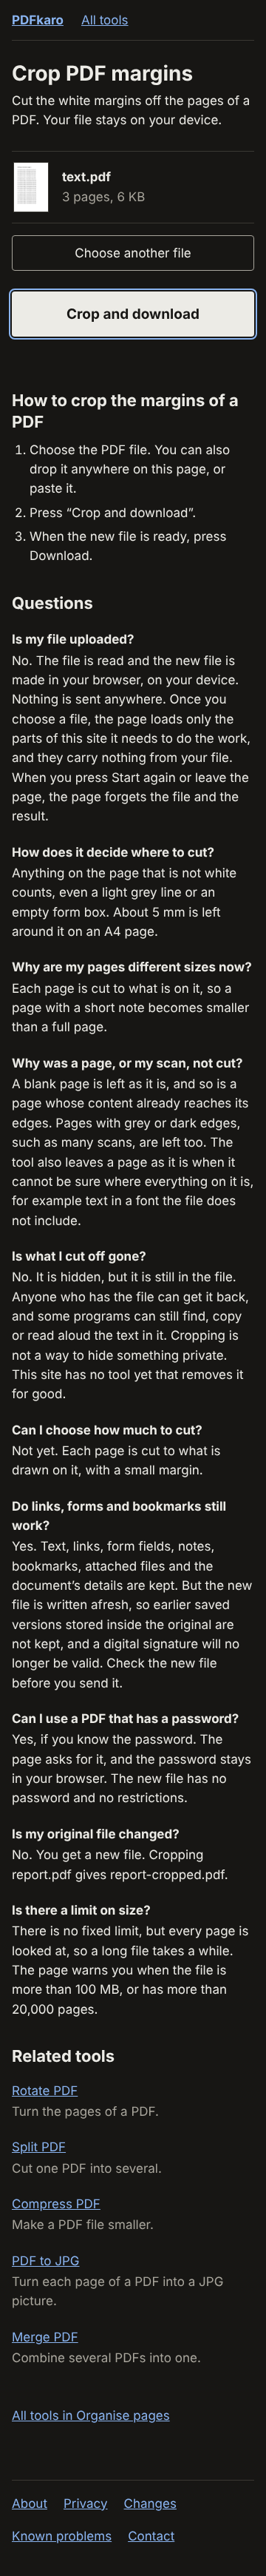 PDFkaro All tools
Crop PDF margins
Cut the white margins off the pages of a
PDF. Your file stays on your device.
text.pdf
3 pages, 6 KB
Choose another file
Crop and download
How to crop the margins of a
PDF
1. Choose the PDF file. You can also
drop it anywhere on this page, or
paste it.
2. Press “Crop and download”.
3. When the new file is ready, press
Download.
Questions
Is my file uploaded?
No. The file is read and the new file is
made in your browser, on your device.
Nothing is sent anywhere. Once you
choose a file, the page loads only the
parts of this site it needs to do the work,
and they carry nothing from your file.
When you press Start again or leave the
page, the page forgets the file and the
result.
How does it decide where to cut?
Anything on the page that is not white
counts, even a light grey line or an
empty form box. About 5 mm is left
around it on an A4 page.
Why are my pages different sizes now?
Each page is cut to what is on it, so a
page with a short note becomes smaller
than a full page.
Why was a page, or my scan, not cut?
A blank page is left as it is, and so is a
page whose content already reaches its
edges. Pages with grey or dark edges,
such as many scans, are left too. The
tool also leaves a page as it is when it
cannot be sure where everything on it is,
for example text in a font the file does
not include.
Is what I cut off gone?
No. It is hidden, but it is still in the file.
Anyone who has the file can get it back,
and some programs can still find, copy
or read aloud the text in it. Cropping is
not a way to hide something private.
This site has no tool yet that removes it
for good.
Can I choose how much to cut?
Not yet. Each page is cut to what is
drawn on it, with a small margin.
Do links, forms and bookmarks still
work?
Yes. Text, links, form fields, notes,
bookmarks, attached files and the
document’s details are kept. But the new
file is written afresh, so earlier saved
versions stored inside the original are
not kept, and a digital signature will no
longer be valid. Check the new file
before you send it.
Can I use a PDF that has a password?
Yes, if you know the password. The
page asks for it, and the password stays
in your browser. The new file has no
password and no restrictions.
Is my original file changed?
No. You get a new file. Cropping
report.pdf gives report-cropped.pdf.
Is there a limit on size?
There is no fixed limit, but every page is
looked at, so a long file takes a while.
The page warns you when the file is
more than 100 MB, or has more than
20,000 pages.
Related tools
Rotate PDF
Turn the pages of a PDF.
Split PDF
Cut one PDF into several.
Compress PDF
Make a PDF file smaller.
PDF to JPG
Turn each page of a PDF into a JPG
picture.
Merge PDF
Combine several PDFs into one.
All tools in Organise pages
About Privacy Changes
Known problems Contact